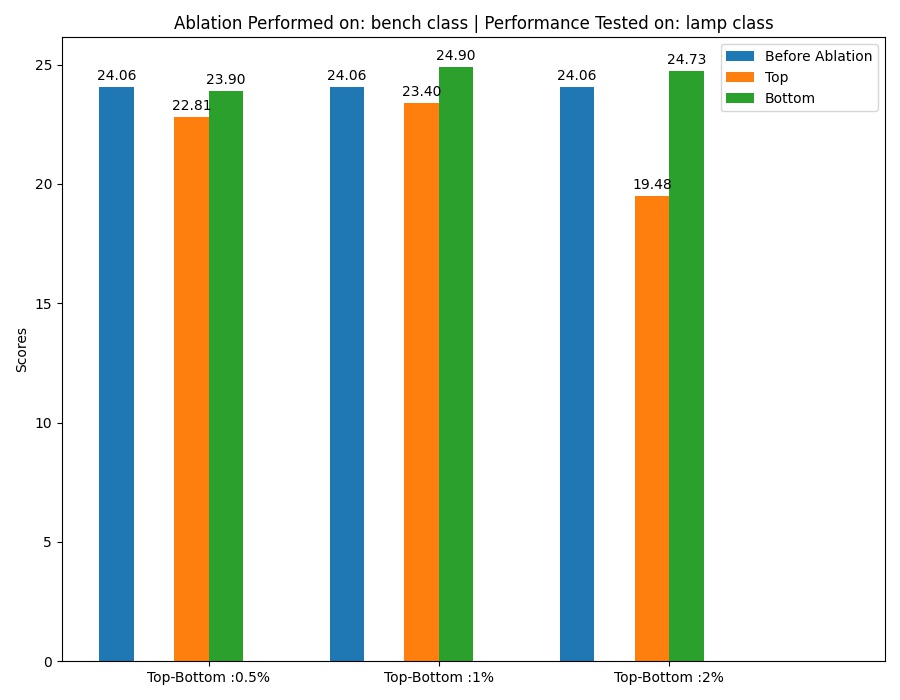 Ablation Performed on: bench class | Performance Tested on: lamp class
Before Ablation
Top
Bottom
24.06
22.81
23.90
24.06
23.40
24.90
24.06
19.48
24.73
Scores
25
20
15
10
5
0
Top-Bottom :0.5%
Top-Bottom :1%
Top-Bottom :2%